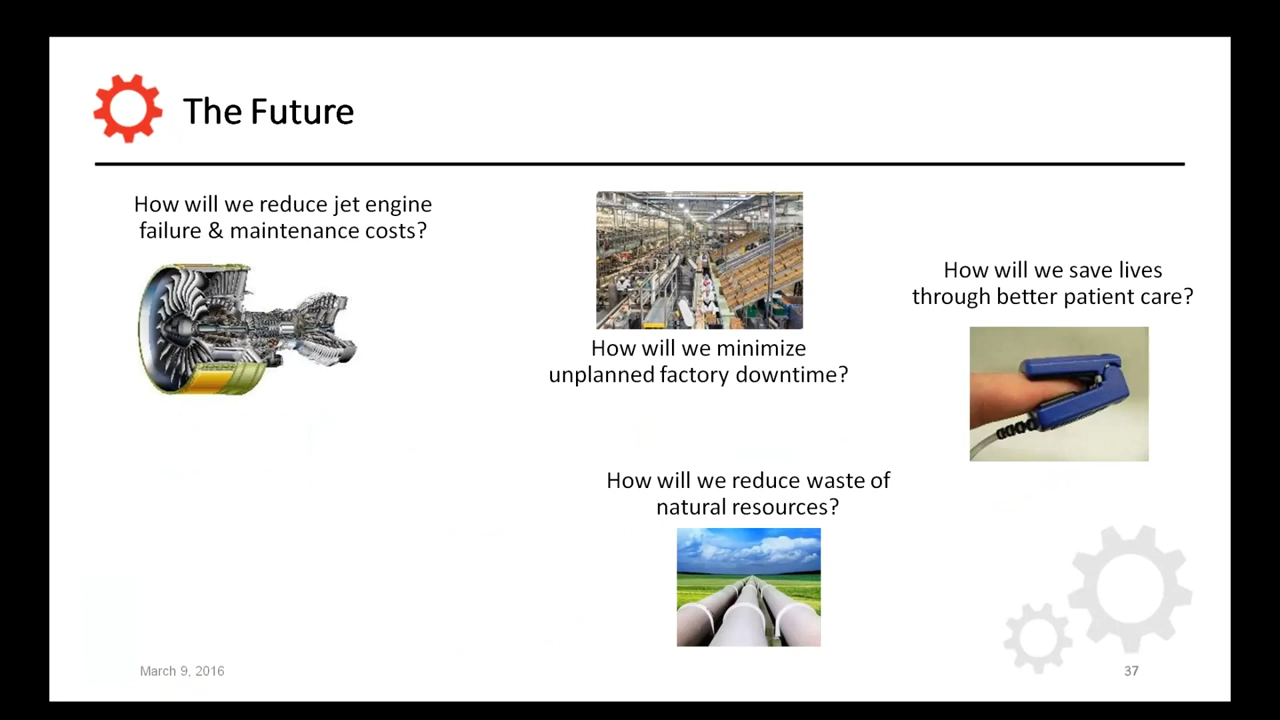 The Future
How will we reduce jet engine
failure & maintenance costs?
How will we minimize
unplanned factory downtime?
How will we save lives
through better patient care?
How will we reduce waste of
natural resources?
March 9, 2016
37